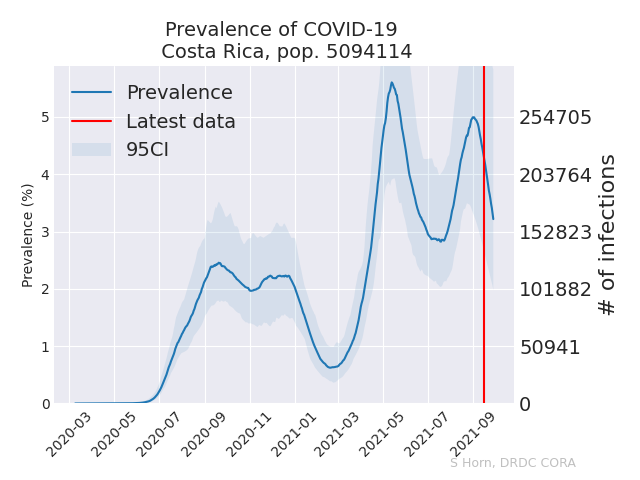 Prevalence of COVID-19
Costa Rica, pop. 5094114
Prevalence
Latest data
95CI
Prevalence (%)
5
4
3
2
1
0
254705
203764
152823
101882
50941
0
# of infections
2020-03
2020-05
2020-07
2020-09
2020-11
2021-01
2021-03
2021-05
2021-07
2021-09
S Horn, DRDC CORA